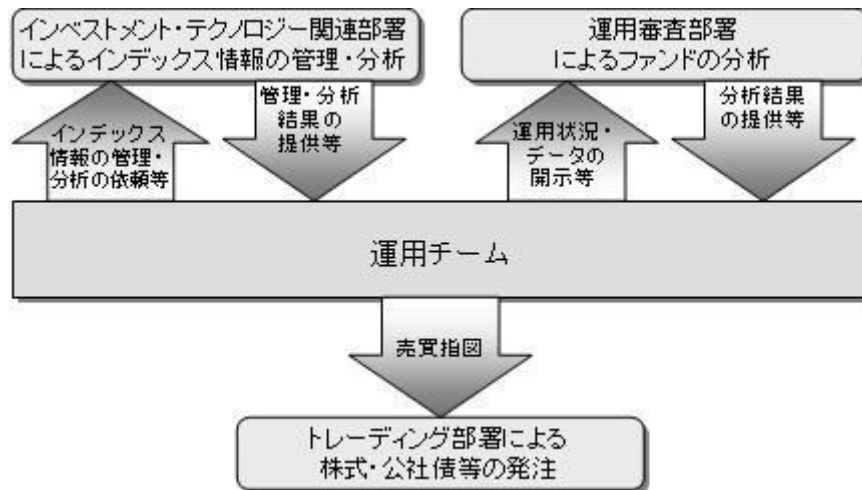 インベストメント・テクノロジー関連部署
によるインデックス情報の管理・分析
運用審査部署
によるファンドの分析
インデックス
情報の管理・
分析の依頼等
管理・分析
結果の
提供等
運用状況・
データの
開示等
分析結果
の提供等
運用チーム
売買指図
トレーディング部署による
株式・公社債等の発注